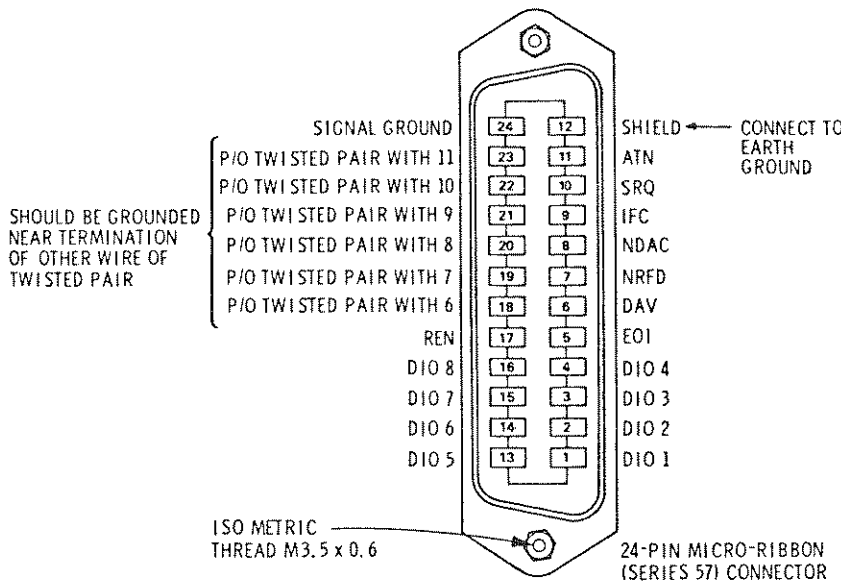 SIGNAL GROUND 24 12 SHIELD
CONNECT TO
EARTH
GROUND
P/O TWISTED PAIR WITH 11 23 11 ATN
P/O TWISTED PAIR WITH 10 22 10 SRQ
P/O TWISTED PAIR WITH 9 21 9 IFC
P/O TWISTED PAIR WITH 8 20 8 NDAC
P/O TWISTED PAIR WITH 7 19 7 NRFD
P/O TWISTED PAIR WITH 6 18 6 DAV
SHOULD BE GROUNDED
NEAR TERMINATION
OF OTHER WIRE OF
TWISTED PAIR
REN 17 5 EOI
DIO 8 16 4 DIO 4
DIO 7 15 3 DIO 3
DIO 6 14 2 DIO 2
DIO 5 13 1 DIO 1
ISO METRIC
THREAD M3.5 x 0.6
24-PIN MICRO-RIBBON
(SERIES 57) CONNECTOR